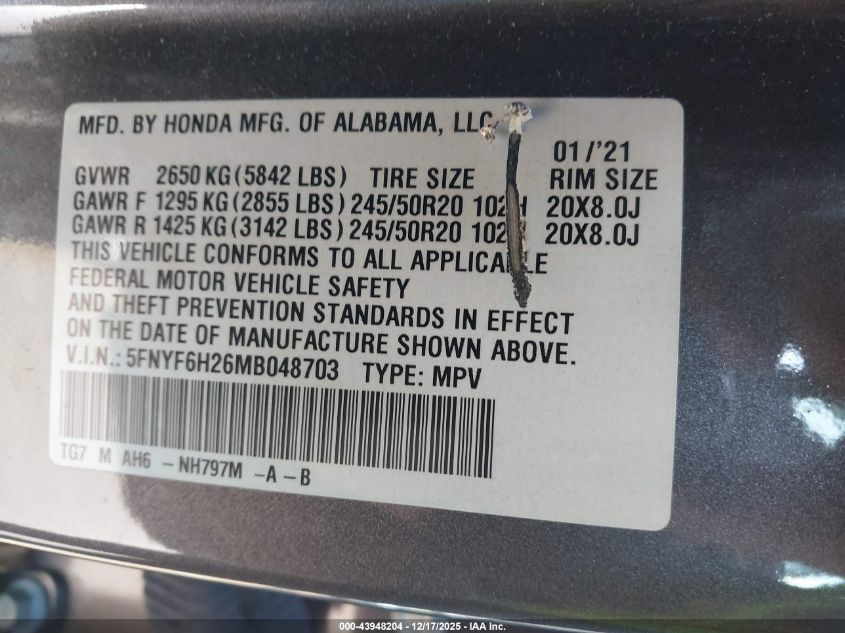 MFD. BY HONDA MFG. OF ALABAMA, LLC
01/'21
GVWR 2650 KG (5842 LBS) TIRE SIZE RIM SIZE
GAWR F 1295 KG (2855 LBS) 245/50R20 102H 20X8.0J
GAWR R 1425 KG (3142 LBS) 245/50R20 102 20X8.0J
THIS VEHICLE CONFORMS TO ALL APPLICABLE
FEDERAL MOTOR VEHICLE SAFETY
AND THEFT PREVENTION STANDARDS IN EFFECT
ON THE DATE OF MANUFACTURE SHOWN ABOVE.
V.I.N.: 5FNYF6H26MB048703 TYPE: MPV
TG7 M AH6 - NH797M -A - B
000-43948204 - 12/17/2025 - IAA Inc.